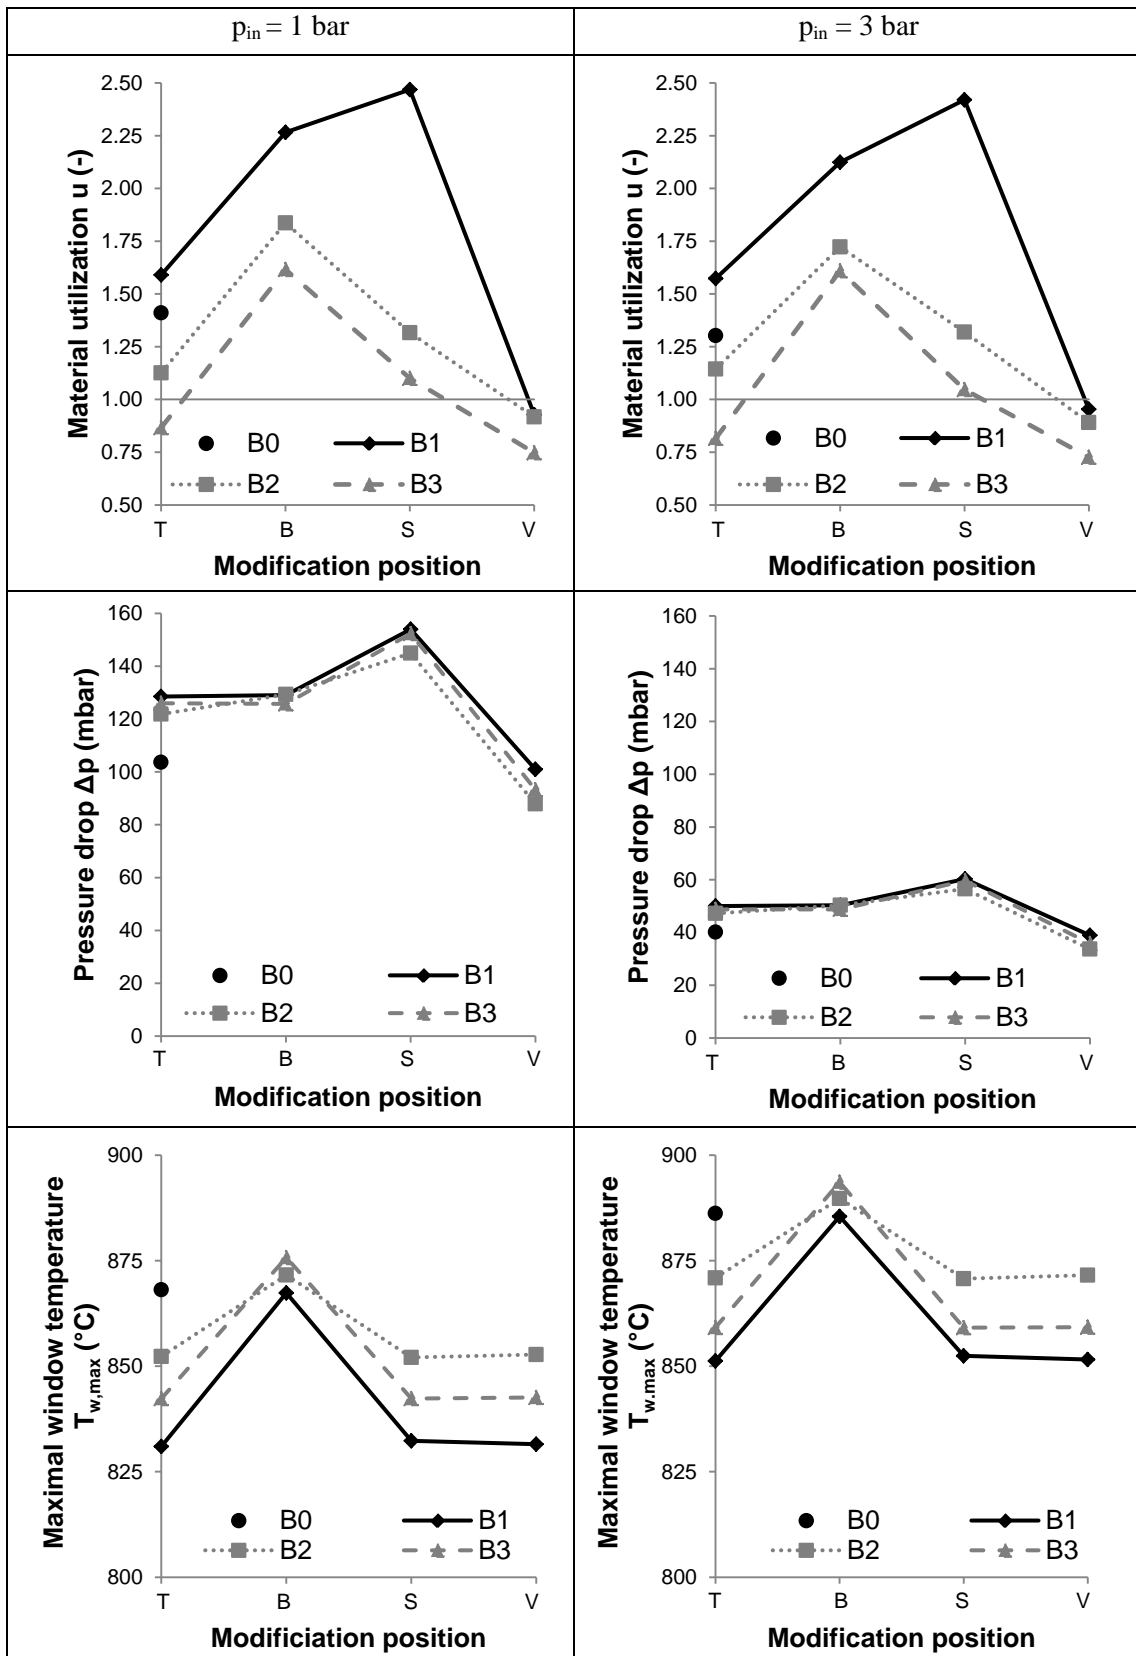 p_in = 1 bar
p_in = 3 bar
Material utilization u (-)
2.50
2.25
2.00
1.75
1.50
1.25
1.00
0.75
0.50
B0
B1
B2
B3
T B S V
Modification position
Material utilization u (-)
2.50
2.25
2.00
1.75
1.50
1.25
1.00
0.75
0.50
B0
B1
B2
B3
T B S V
Modification position
Pressure drop Δp (mbar)
160
140
120
100
80
60
40
20
0
B0
B1
B2
B3
T B S V
Modification position
Pressure drop Δp (mbar)
160
140
120
100
80
60
40
20
0
B0
B1
B2
B3
T B S V
Modification position
Maximal window temperature
T_w,max (°C)
900
875
850
825
800
B0
B1
B2
B3
T B S V
Modificiation position
Maximal window temperature
T_w.max (°C)
900
875
850
825
800
B0
B1
B2
B3
T B S V
Modification position